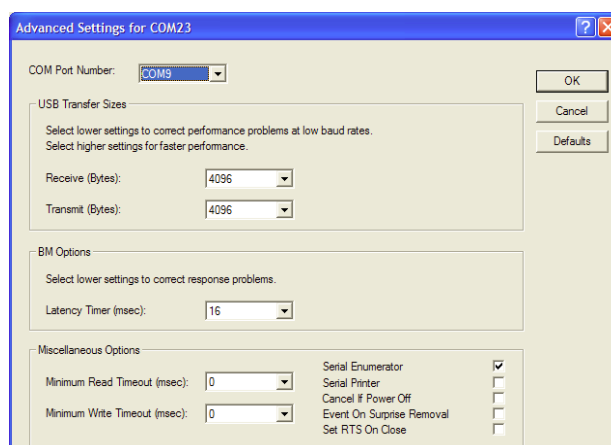 Advanced Settings for COM23
COM Port Number: COM9
OK
USB Transfer Sizes
Cancel
Select lower settings to correct performance problems at low baud rates.
Select higher settings for faster performance.
Defaults
Receive (Bytes): 4096
Transmit (Bytes): 4096
BM Options
Select lower settings to correct response problems.
Latency Timer (msec): 16
Miscellaneous Options
Minimum Read Timeout (msec): 0
Minimum Write Timeout (msec): 0
Serial Enumerator
Serial Printer
Cancel If Power Off
Event On Surprise Removal
Set RTS On Close